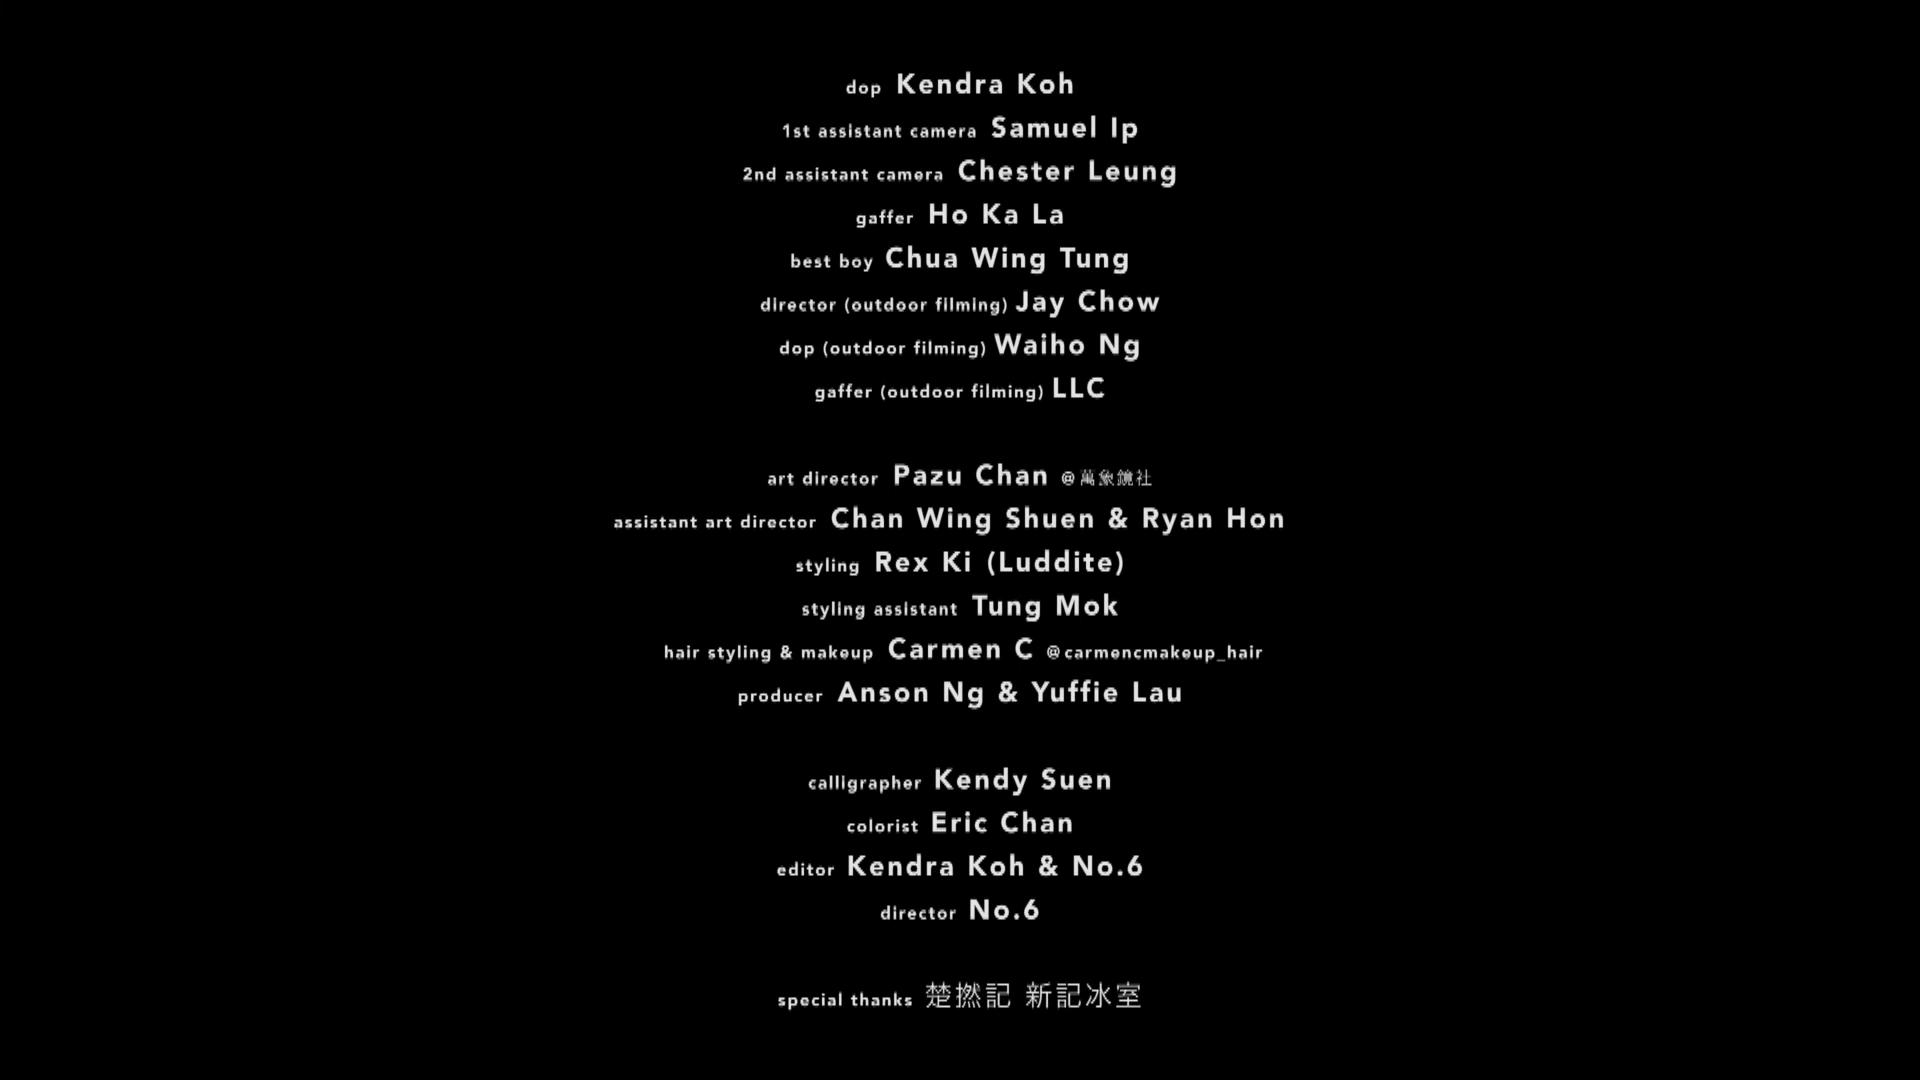 dop Kendra Koh
1st assistant camera Samuel Ip
2nd assistant camera Chester Leung
gaffer Ho Ka La
best boy Chua Wing Tung
director (outdoor filming) Jay Chow
dop (outdoor filming) Waiho Ng
gaffer (outdoor filming) LLC
art director Pazu Chan @萬象鏡社
assistant art director Chan Wing Shuen & Ryan Hon
styling Rex Ki (Luddite)
styling assistant Tung Mok
hair styling & makeup Carmen C @carmencmakeup_hair
producer Anson Ng & Yuffie Lau
calligrapher Kendy Suen
colorist Eric Chan
editor Kendra Koh & No.6
director No.6
special thanks 楚撚記 新記冰室